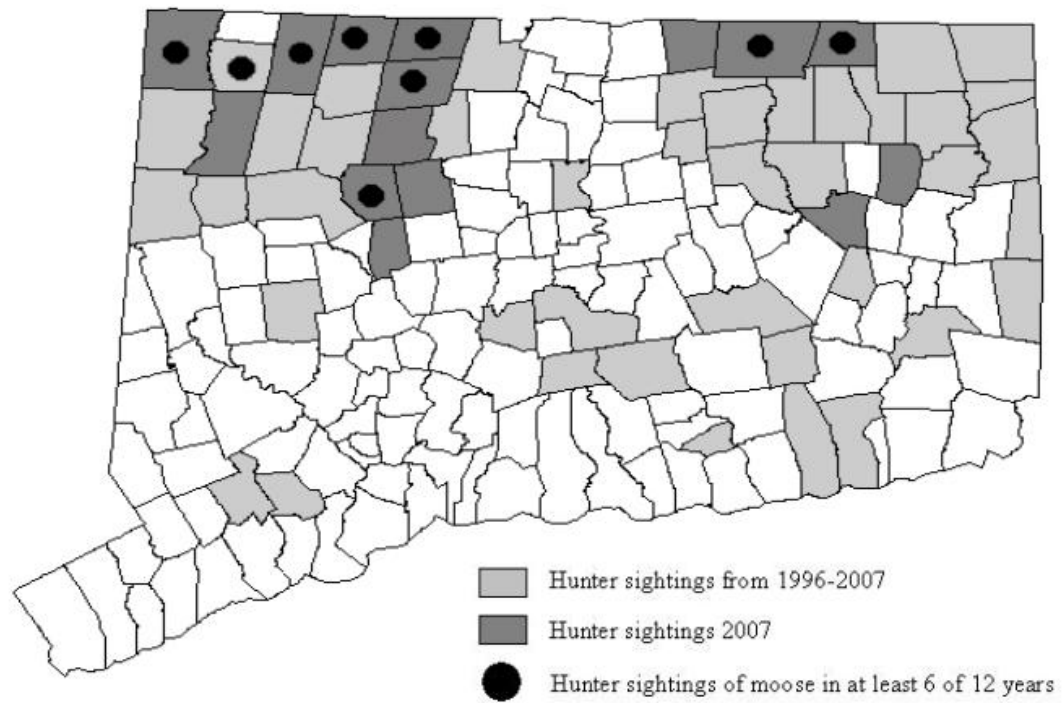 Hunter sightings from 1996-2007
Hunter sightings 2007
Hunter sightings of moose in at least 6 of 12 years